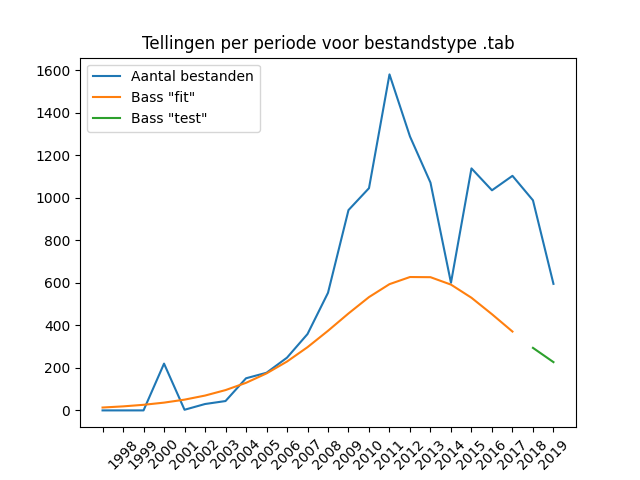 Tellingen per periode voor bestandstype .tab
Aantal bestanden
Bass "fit"
Bass "test"
1600
1400
1200
1000
800
600
400
200
0
1998 1999 2000 2001 2002 2003 2004 2005 2006 2007 2008 2009 2010 2011 2012 2013 2014 2015 2016 2017 2018 2019